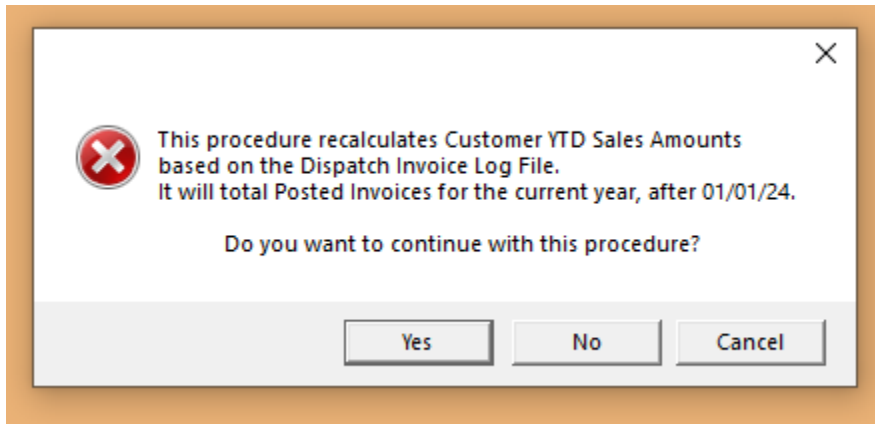 This procedure recalculates Customer YTD Sales Amounts
based on the Dispatch Invoice Log File.
It will total Posted Invoices for the current year, after 01/01/24.
Do you want to continue with this procedure?
Yes
No
Cancel